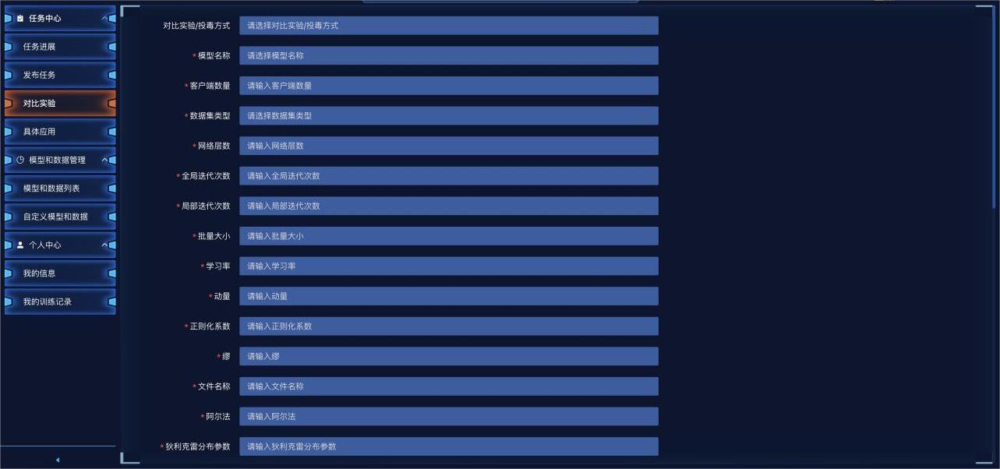 任务中心
任务进展
发布任务
对比实验
具体应用
模型和数据管理
模型和数据列表
自定义模型和数据
个人中心
我的信息
我的训练记录
对比实验/投毒方式 请选择对比实验/投毒方式
*模型名称 请选择模型名称
*客户端数量 请输入客户端数量
*数据集类型 请选择数据集类型
*网络层数 请输入网络层数
*全局迭代次数 请输入全局迭代次数
*局部迭代次数 请输入局部迭代次数
*批量大小 请输入批量大小
*学习率 请输入学习率
*动量 请输入动量
*正则化系数 请输入正则化系数
*缪 请输入缪
*文件名称 请输入文件名称
*阿尔法 请输入阿尔法
*狄利克雷分布参数 请输入狄利克雷分布参数